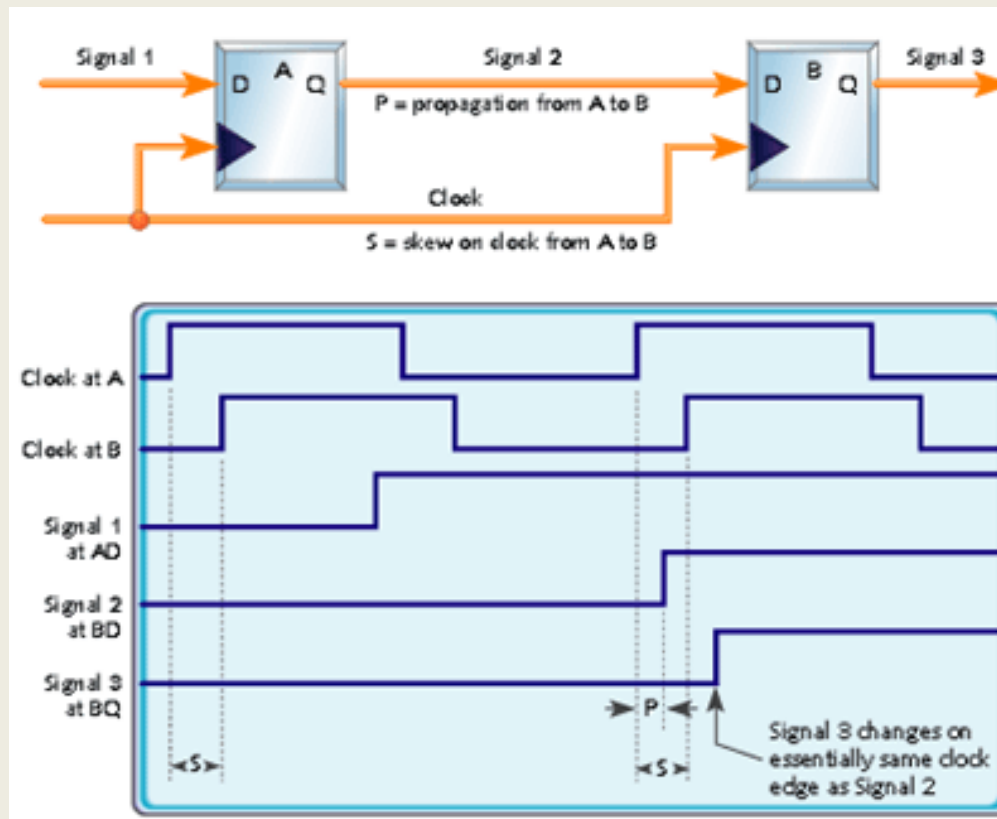 Signal 1
Signal 2
Signal 3
D A Q
D B Q
P = propagation from A to B
Clock
S = skew on clock from A to B
Clock at A
Clock at B
Signal 1
at AD
Signal 2
at BD
Signal 3
at BQ
P
S
S
Signal 3 changes on
essentially same clock
edge as Signal 2